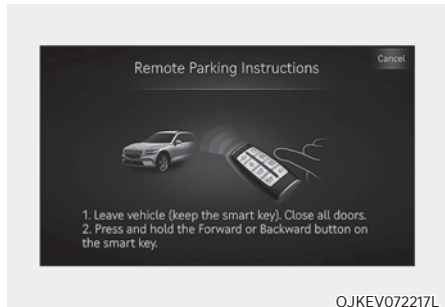 Cancel
Remote Parking Instructions
1. Leave vehicle (keep the smart key). Close all doors.
2. Press and hold the Forward or Backward button on
the smart key.
OJKEV072217L